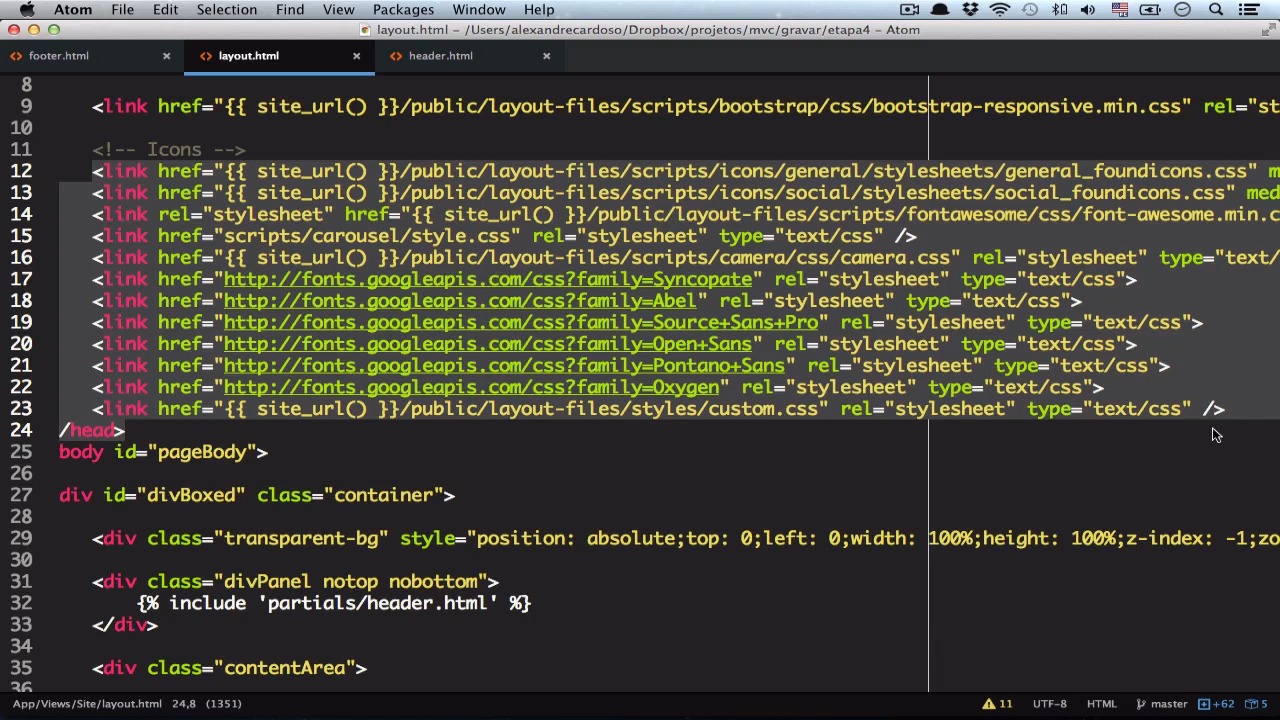 Atom File Edit Selection Find View Packages Window Help
layout.html – /Users/alexandrecardoso/Dropbox/projetos/mvc/gravar/etapa4 – Atom
footer.html layout.html header.html
8
9 <link href="{{ site_url() }}/public/layout-files/scripts/bootstrap/css/bootstrap-responsive.min.css" rel="st
10
11 <!-- Icons -->
12 <link href="{{ site_url() }}/public/layout-files/scripts/icons/general/stylesheets/general_foundicons.css" m
13 <link href="{{ site_url() }}/public/layout-files/scripts/icons/social/stylesheets/social_foundicons.css" med
14 <link rel="stylesheet" href="{{ site_url() }}/public/layout-files/scripts/fontawesome/css/font-awesome.min.c
15 <link href="scripts/carousel/style.css" rel="stylesheet" type="text/css" />
16 <link href="{{ site_url() }}/public/layout-files/scripts/camera/css/camera.css" rel="stylesheet" type="text/
17 <link href="http://fonts.googleapis.com/css?family=Syncopate" rel="stylesheet" type="text/css">
18 <link href="http://fonts.googleapis.com/css?family=Abel" rel="stylesheet" type="text/css">
19 <link href="http://fonts.googleapis.com/css?family=Source+Sans+Pro" rel="stylesheet" type="text/css">
20 <link href="http://fonts.googleapis.com/css?family=Open+Sans" rel="stylesheet" type="text/css">
21 <link href="http://fonts.googleapis.com/css?family=Pontano+Sans" rel="stylesheet" type="text/css">
22 <link href="http://fonts.googleapis.com/css?family=Oxygen" rel="stylesheet" type="text/css">
23 <link href="{{ site_url() }}/public/layout-files/styles/custom.css" rel="stylesheet" type="text/css" />
24 /head>
25 body id="pageBody">
26
27 div id="divBoxed" class="container">
28
29 <div class="transparent-bg" style="position: absolute;top: 0;left: 0;width: 100%;height: 100%;z-index: -1;zo
30
31 <div class="divPanel notop nobottom">
32 {% include 'partials/header.html' %}
33 </div>
34
35 <div class="contentArea">
36
App/Views/Site/layout.html 24,8 (1351) 11 UTF-8 HTML master +62 5